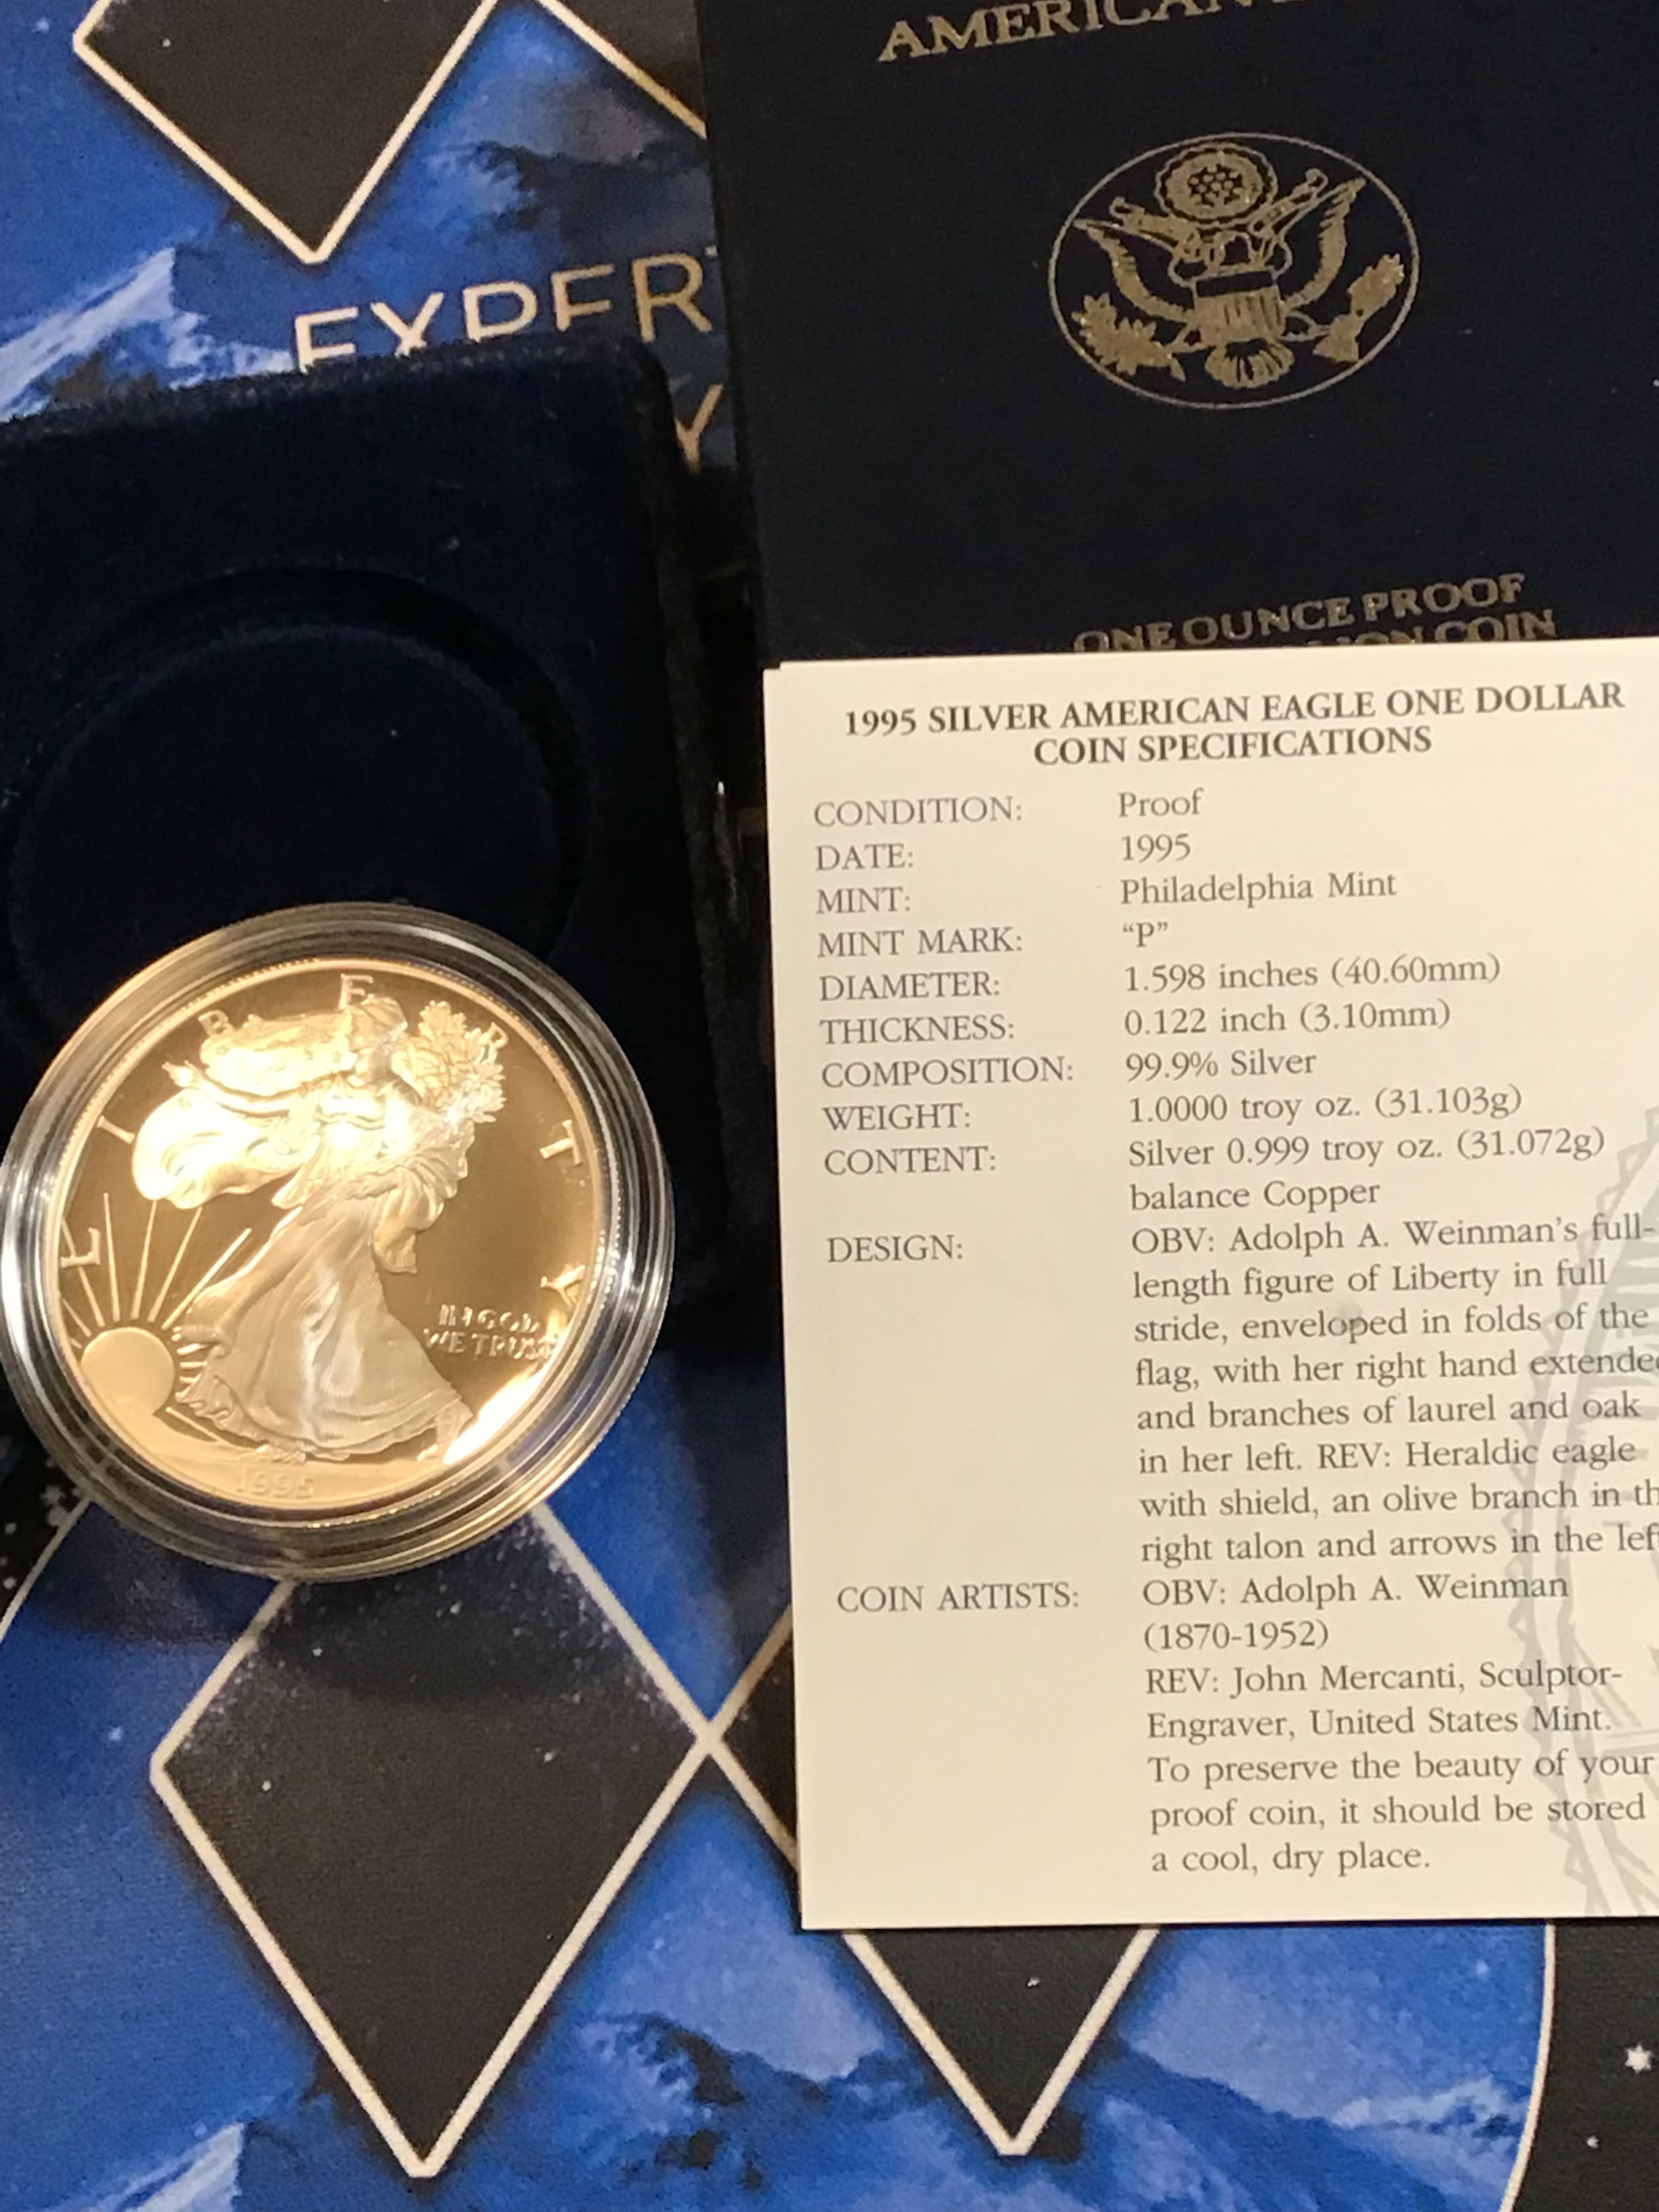 AMERICAN
EXPER
Y
ONE OUNCE PROOF
COIN
1995 SILVER AMERICAN EAGLE ONE DOLLAR
COIN SPECIFICATIONS
CONDITION: Proof
DATE: 1995
MINT: Philadelphia Mint
MINT MARK: “P”
DIAMETER: 1.598 inches (40.60mm)
THICKNESS: 0.122 inch (3.10mm)
COMPOSITION: 99.9% Silver
WEIGHT: 1.0000 troy oz. (31.103g)
CONTENT: Silver 0.999 troy oz. (31.072g)
balance Copper
DESIGN: OBV: Adolph A. Weinman’s full-
length figure of Liberty in full
stride, enveloped in folds of the
flag, with her right hand extended
and branches of laurel and oak
in her left. REV: Heraldic eagle
with shield, an olive branch in th
right talon and arrows in the left
COIN ARTISTS: OBV: Adolph A. Weinman
(1870-1952)
REV: John Mercanti, Sculptor-
Engraver, United States Mint.
To preserve the beauty of your
proof coin, it should be stored
a cool, dry place.
LIBERTY
IN GOD
WE TRUST
1995